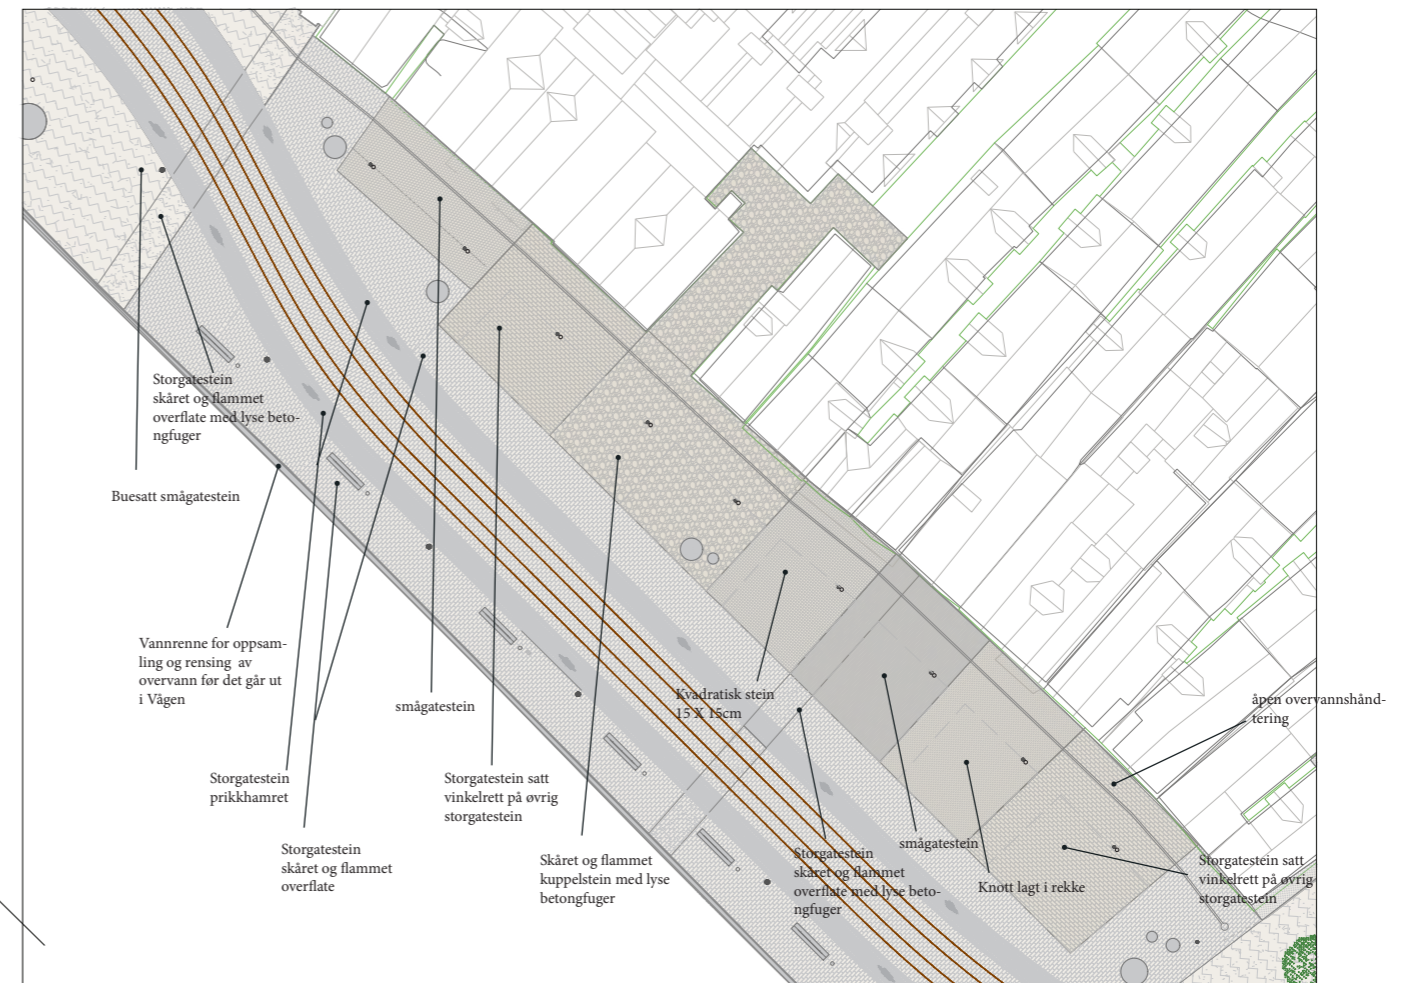 Storgatestein
skåret og flammet
overflate med lyse beto-
ngfuger
Buesatt smågatestein
Vannrenne for oppsam-
ling og rensing  av
overvann før det går ut
i Vågen
Storgatestein
prikkhamret
Storgatestein
skåret og flammet
overflate
smågatestein
Storgatestein satt
vinkelrett på øvrig
storgatestein
Skåret og flammet
kuppelstein med lyse
betongfuger
Kvadratisk stein
15 X 15cm
Storgatestein
skåret og flammet
overflate med lyse beto-
ngfuger
smågatestein
Knott lagt i rekke
åpen overvannshånd-
tering
Storgatestein satt
vinkelrett på øvrig
storgatestein